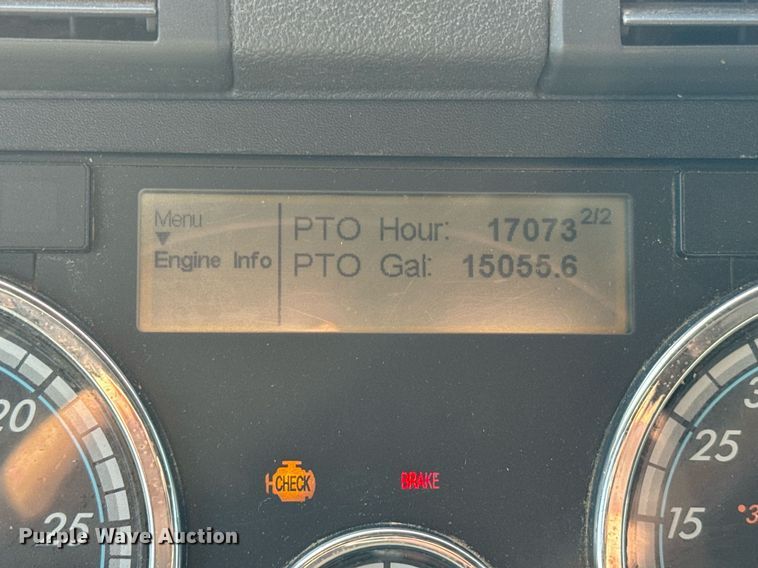 Menu
PTO Hour: 17073 2/2
Engine Info
PTO Gal: 15055.6
CHECK
BRAKE
20
25
25
15
Purple Wave Auction